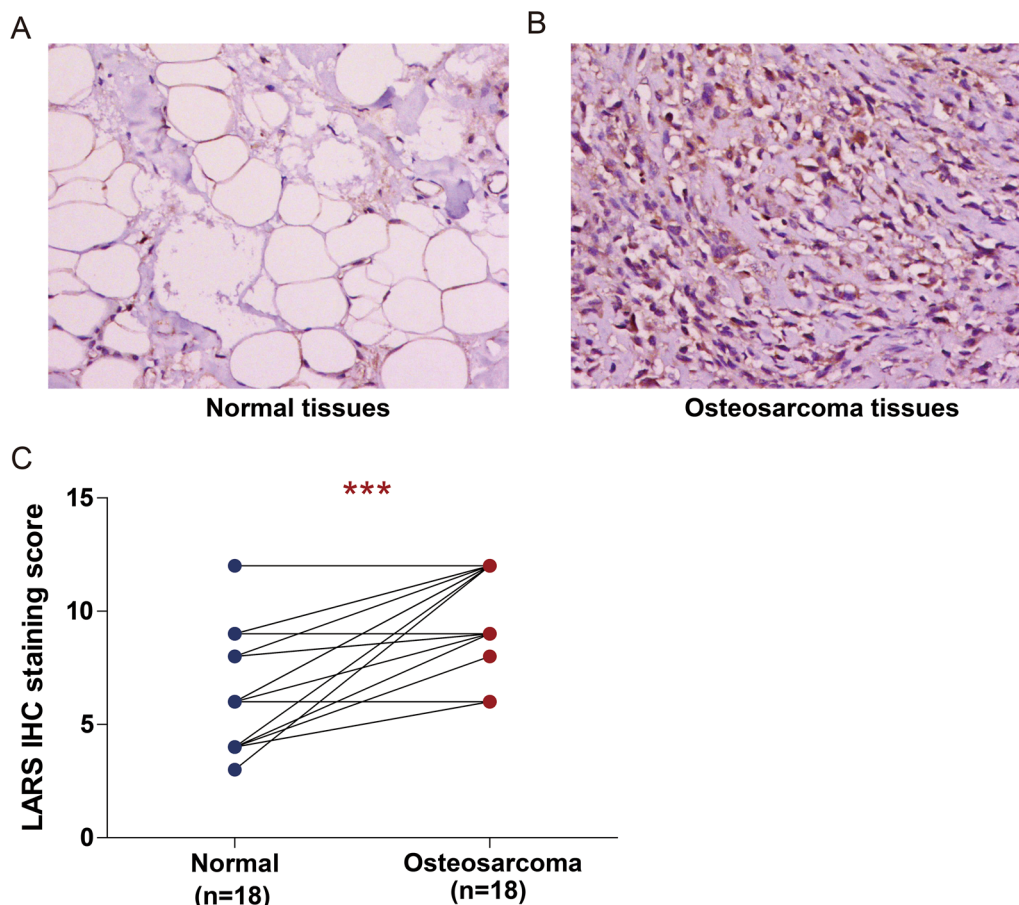 A
B
Normal tissues
Osteosarcoma tissues
C
***
LARS IHC staining score
15
10
5
0
Normal
(n=18)
Osteosarcoma
(n=18)